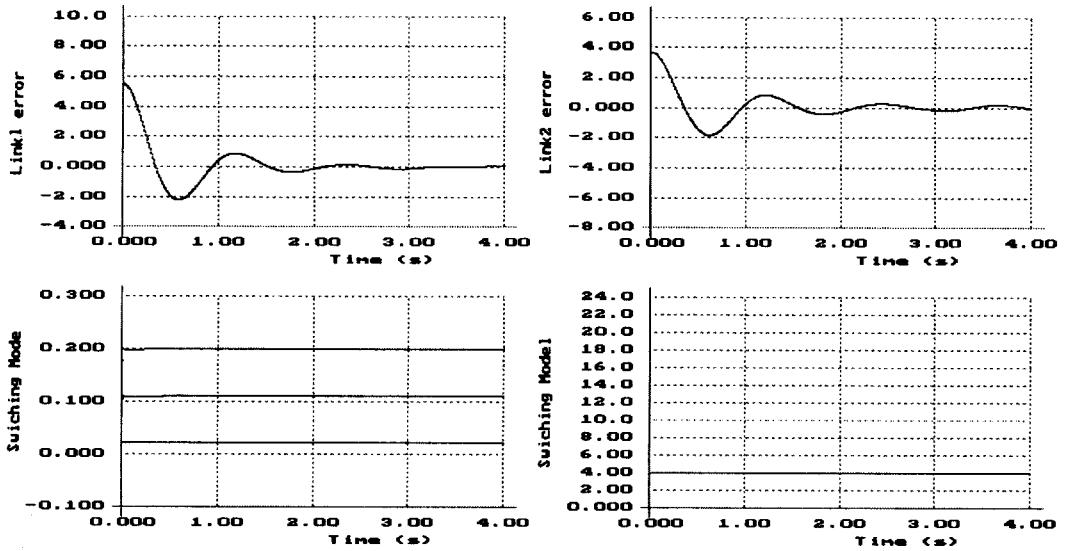 10.0
8.00
6.00
4.00
2.00
0.000
-2.00
-4.00
Link1 error
0.000 1.00 2.00 3.00 4.00
Time (s)
6.00
4.00
2.00
0.000
-2.00
-4.00
-6.00
-8.00
Link2 error
0.000 1.00 2.00 3.00 4.00
Time (s)
0.300
0.200
0.100
0.000
-0.100
Suiching Mode
0.000 1.00 2.00 3.00 4.00
Time (s)
24.0
22.0
20.0
18.0
16.0
14.0
12.0
10.0
8.00
6.00
4.00
2.00
0.000
Suiching Model
0.000 1.00 2.00 3.00 4.00
Time (s)